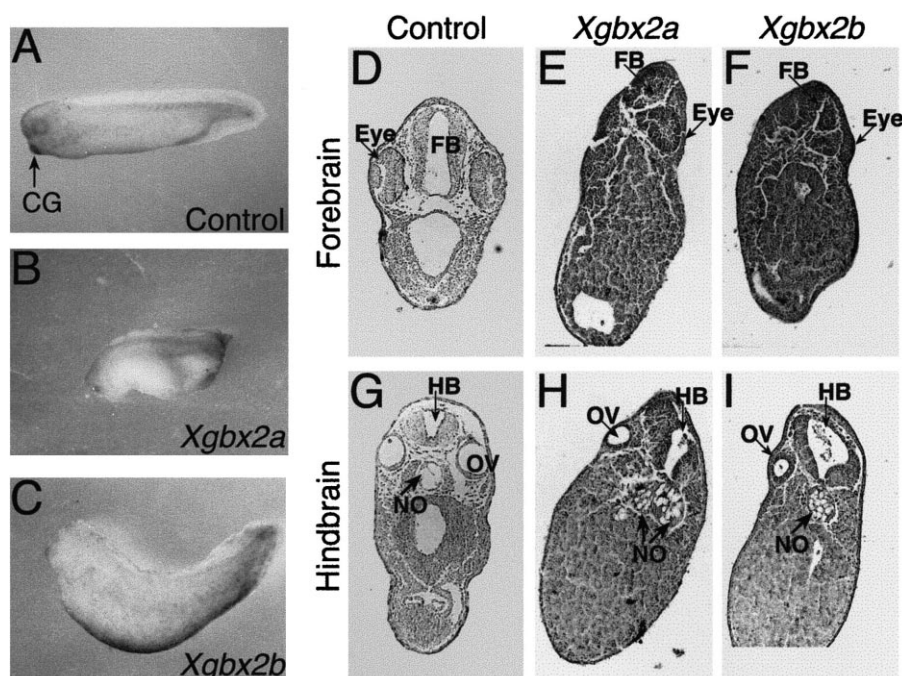 Control
Xgbx2a
Xgbx2b
A
CG
Control
B
Xgbx2a
C
Xgbx2b
Forebrain
D
Eye
FB
E
FB
Eye
F
FB
Eye
Hindbrain
G
HB
OV
NO
H
OV
HB
NO
I
HB
OV
NO